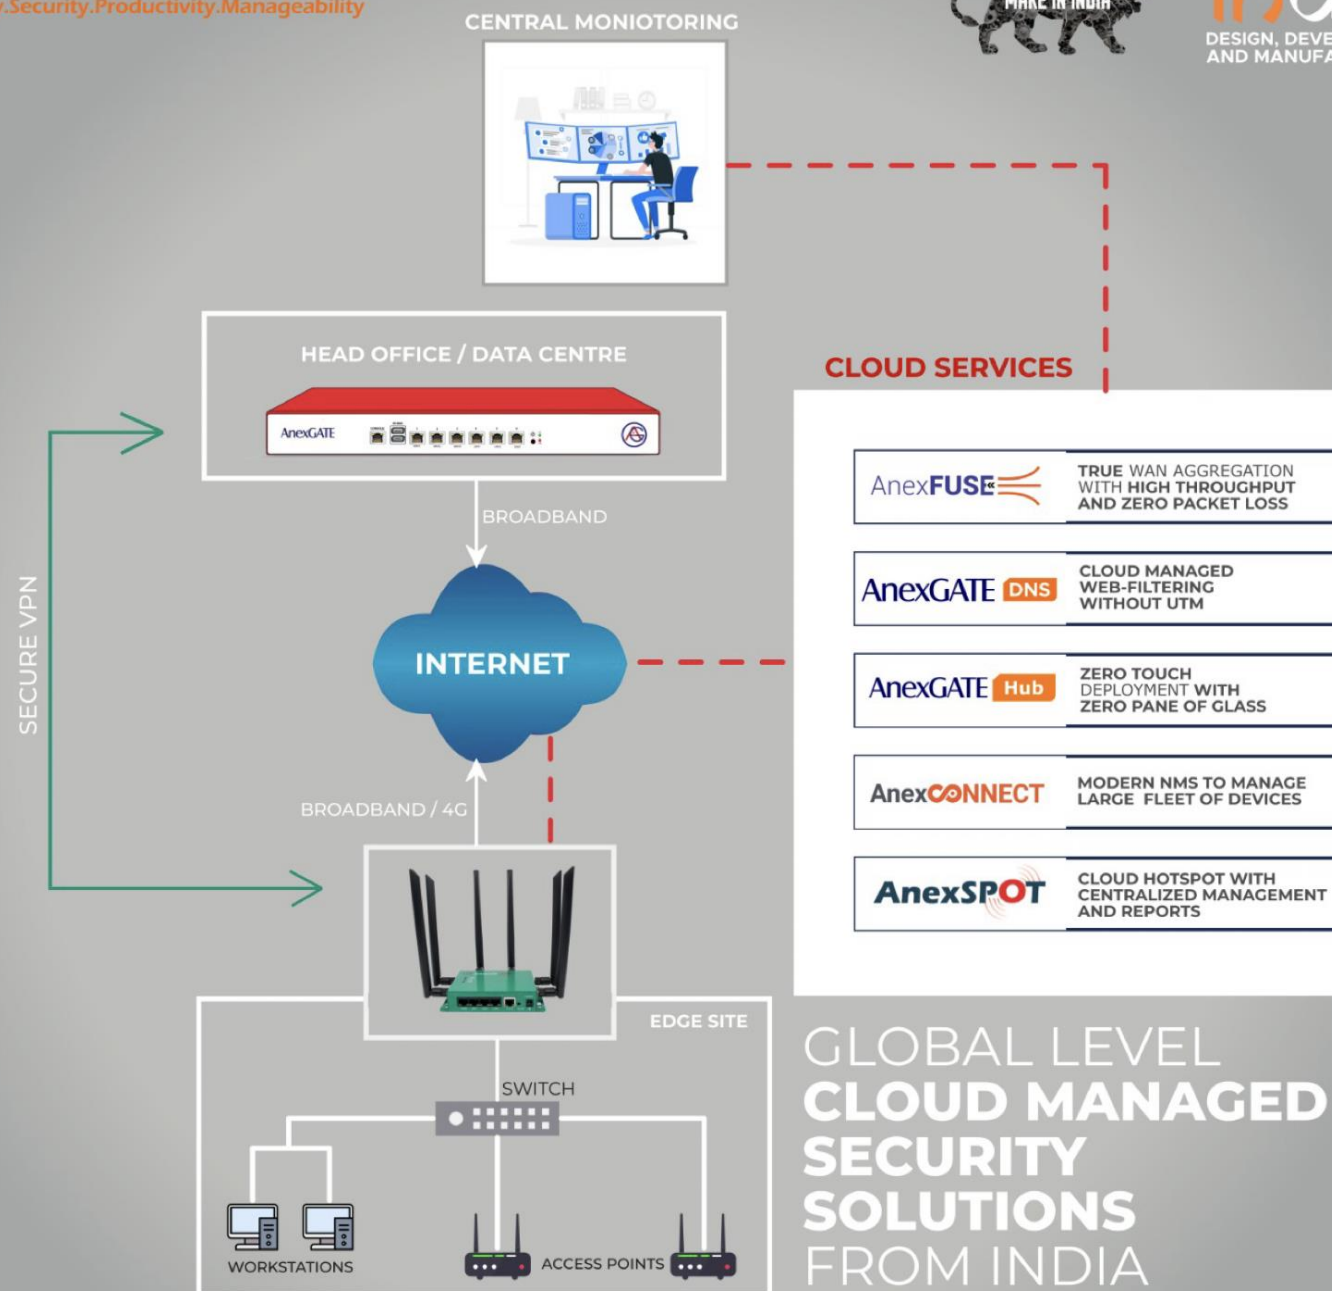 .Security.Productivity.Manageability
CENTRAL MONIOTORING
MAKE IN INDIA
DESIGN,
AND
HEAD OFFICE / DATA CENTRE
AnexGATE
BROADBAND
SECURE VPN
INTERNET
BROADBAND / 4G
CLOUD SERVICES
AnexFUSE
TRUE WAN AGGREGATION
WITH HIGH THROUGHPUT
AND ZERO PACKET LOSS
AnexGATE DNS
CLOUD MANAGED
WEB-FILTERING
WITHOUT UTM
AnexGATE Hub
ZERO TOUCH
DEPLOYMENT WITH
ZERO PANE OF GLASS
AnexCONNECT
MODERN NMS TO MANAGE
LARGE FLEET OF DEVICES
AnexSPOT
CLOUD HOTSPOT WITH
CENTRALIZED MANAGEMENT
AND REPORTS
EDGE SITE
SWITCH
WORKSTATIONS
ACCESS POINTS
GLOBAL LEVEL
CLOUD MANAGED
SECURITY
SOLUTIONS
FROM INDIA